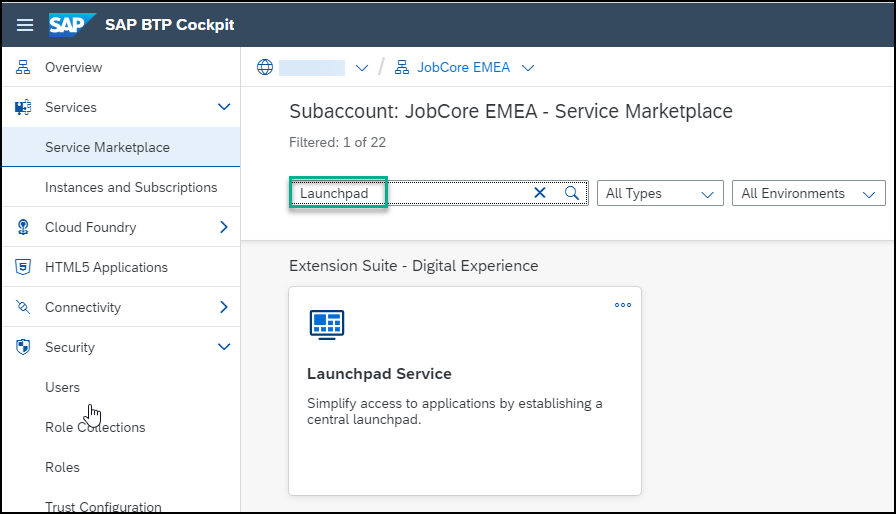 SAP SAP BTP Cockpit
Overview
Services
Service Marketplace
Instances and Subscriptions
Cloud Foundry
HTML5 Applications
Connectivity
Security
Users
Role Collections
Roles
Trust Configuration
/ JobCore EMEA
Subaccount: JobCore EMEA - Service Marketplace
Filtered: 1 of 22
Launchpad
All Types
All Environments
Extension Suite - Digital Experience
Launchpad Service
Simplify access to applications by establishing a
central launchpad.